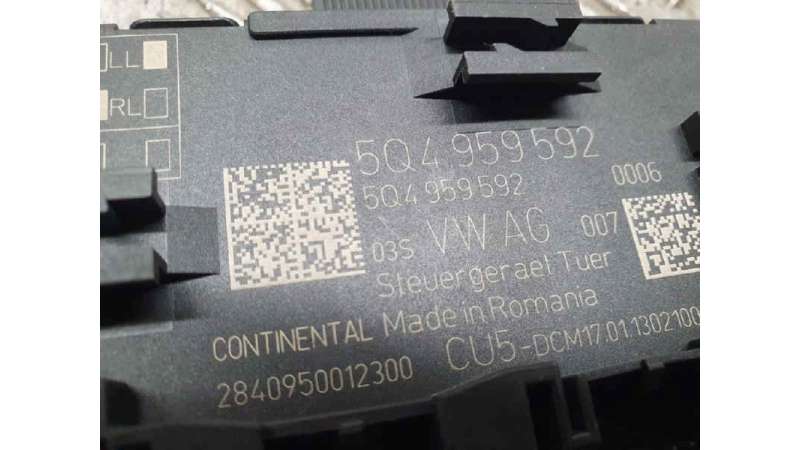 LL
RL
5Q4 959 592
5Q4 959 592 0006
03S VW AG 007
Steuergeraet Tuer
CONTINENTAL Made in Romania
2840950012300 CU5-DCM17.01.1302100